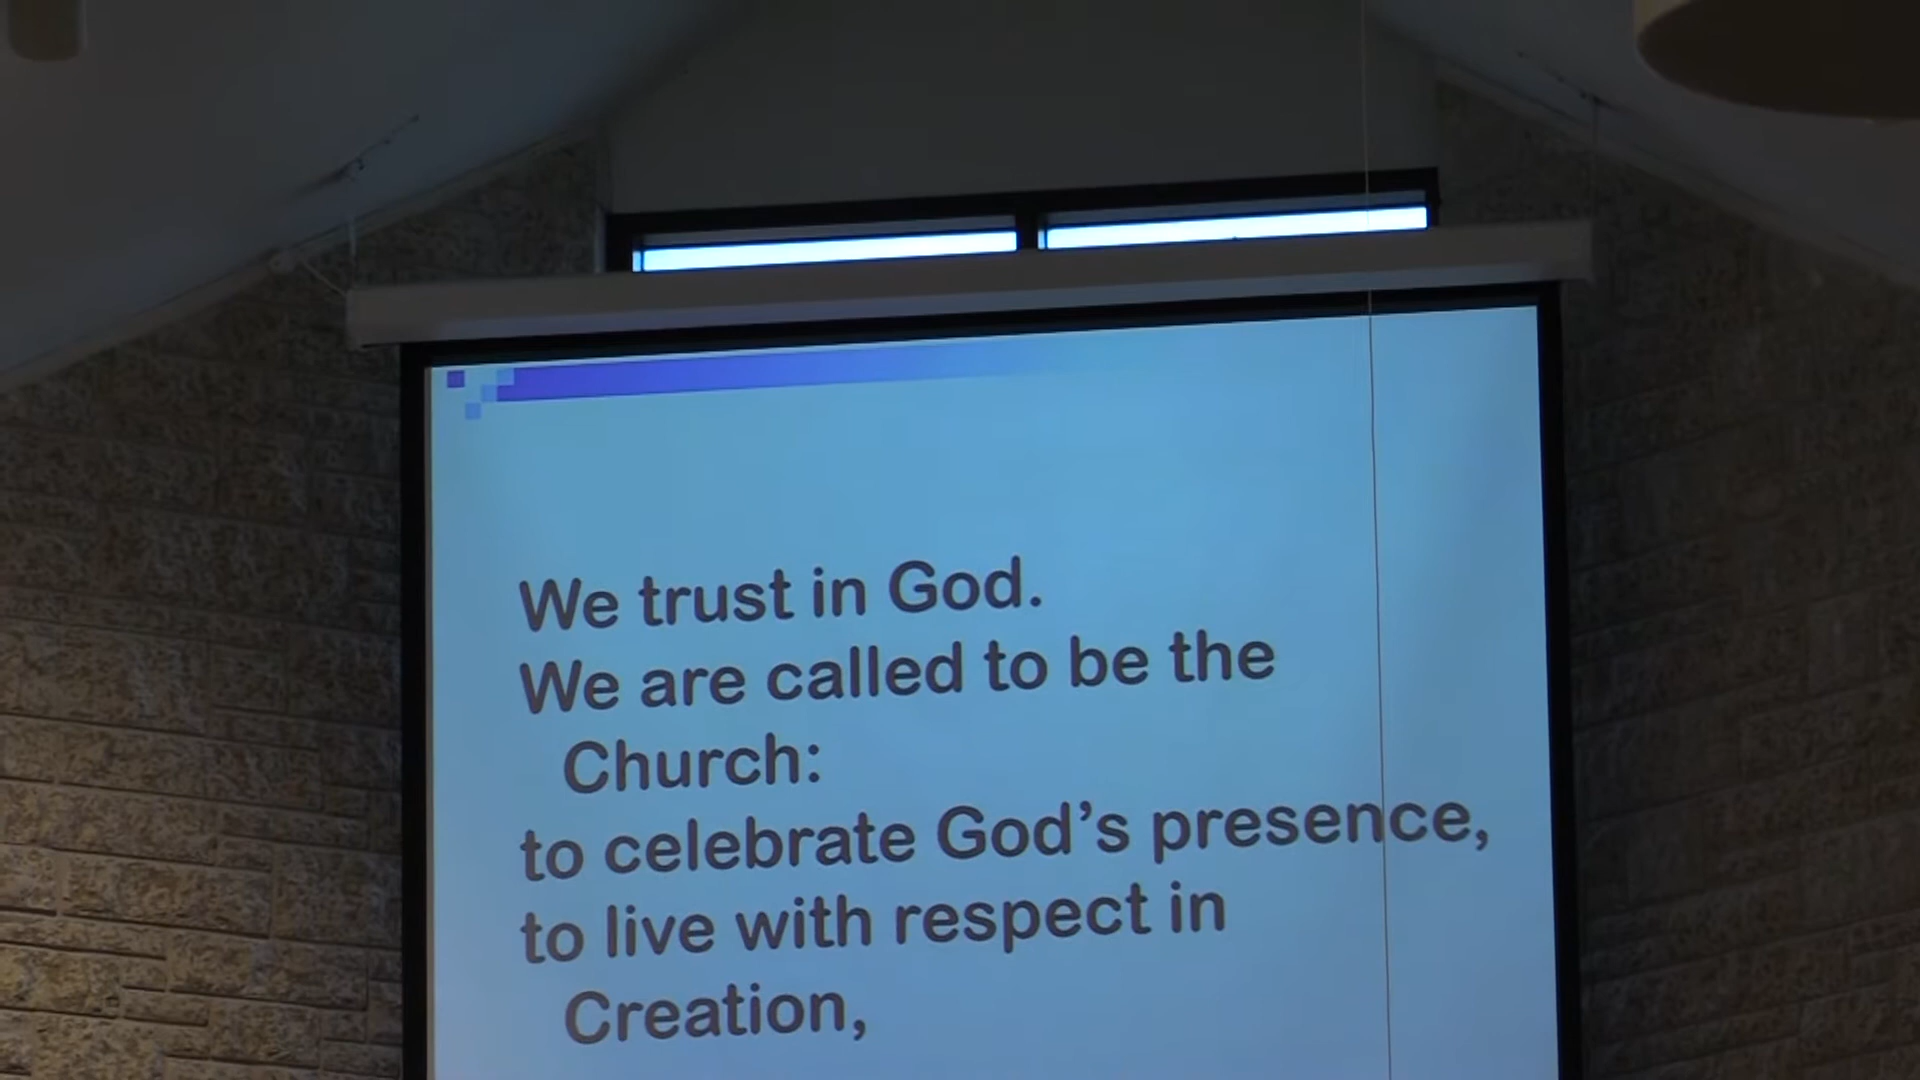 We trust in God.
We are called to be the
Church:
to celebrate God's presence,
to live with respect in
Creation,